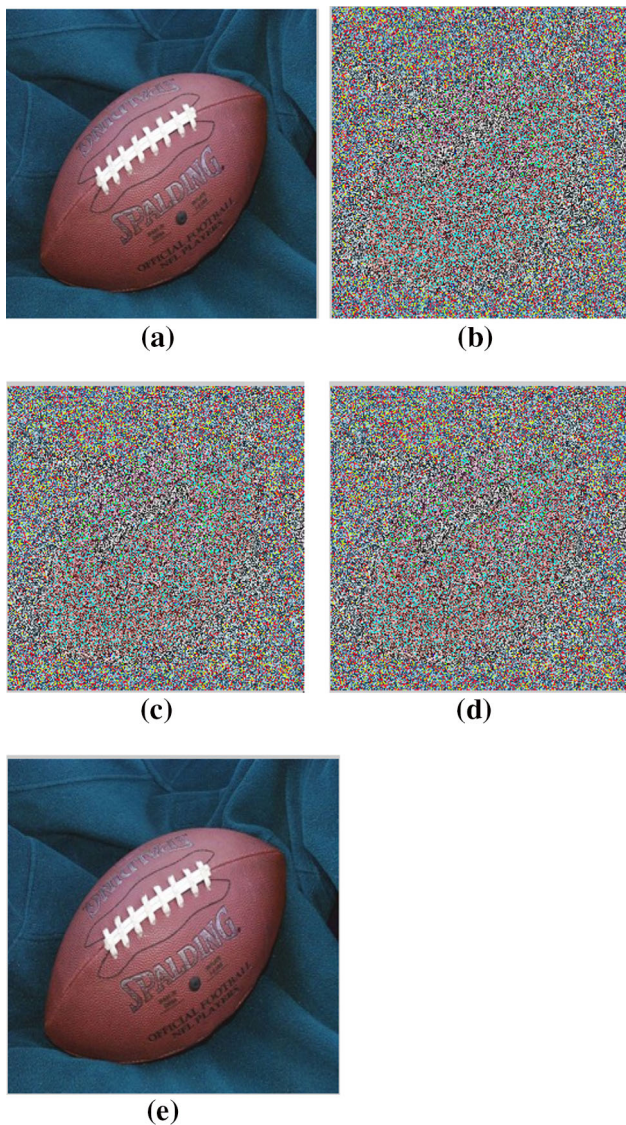 SPALDING
OFFICIAL FOOTBALL
NFL PLAYERS
(a)
(b)
(c)
(d)
SPALDING
OFFICIAL FOOTBALL
NFL PLAYERS
(e)